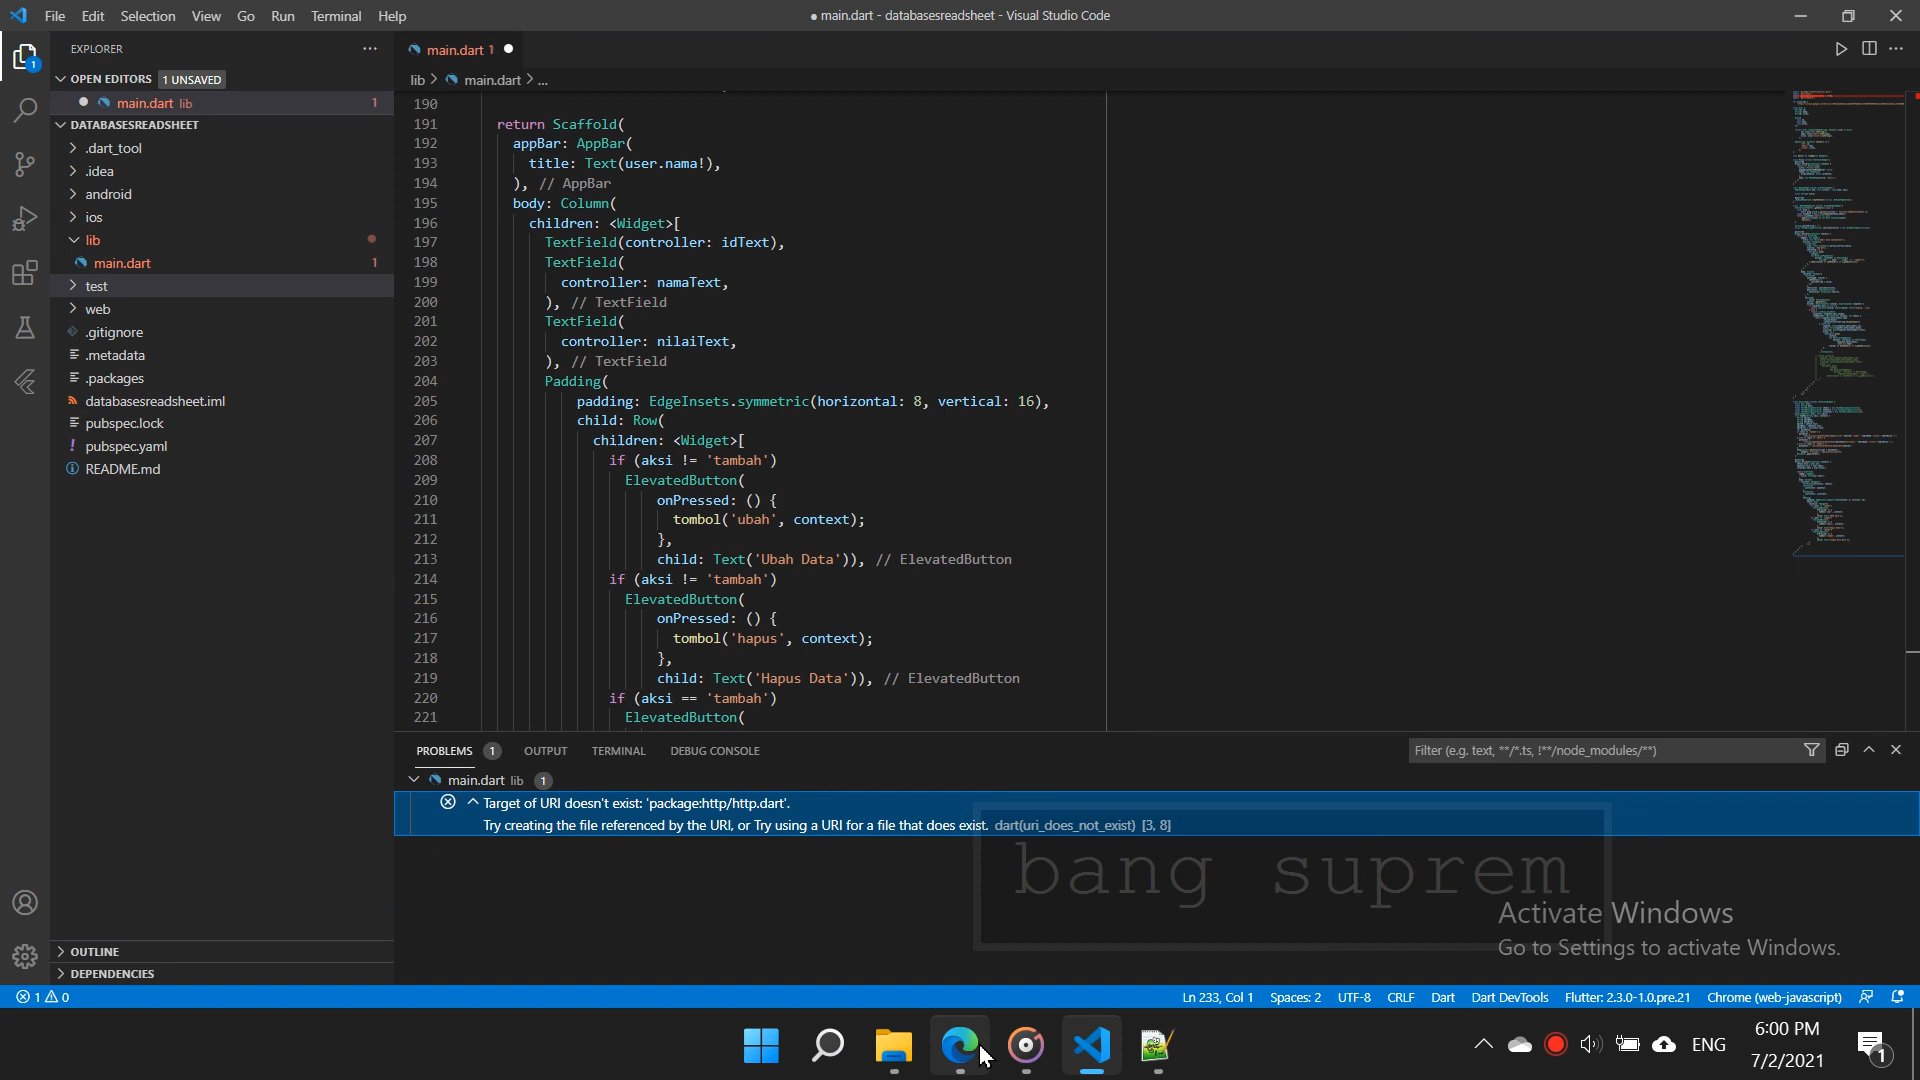 File Edit Selection View Go Run Terminal Help
● main.dart - databasesreadsheet - Visual Studio Code
EXPLORER
main.dart 1
OPEN EDITORS 1 UNSAVED
lib > main.dart > ...
main.dart lib 1
DATABASESREADSHEET
.dart_tool
.idea
android
ios
lib
main.dart 1
test
web
.gitignore
.metadata
.packages
databasesreadsheet.iml
pubspec.lock
pubspec.yaml
README.md
OUTLINE
DEPENDENCIES
190
191 return Scaffold(
192 appBar: AppBar(
193 title: Text(user.nama!),
194 ), // AppBar
195 body: Column(
196 children: <Widget>[
197 TextField(controller: idText),
198 TextField(
199 controller: namaText,
200 ), // TextField
201 TextField(
202 controller: nilaiText,
203 ), // TextField
204 Padding(
205 padding: EdgeInsets.symmetric(horizontal: 8, vertical: 16),
206 child: Row(
207 children: <Widget>[
208 if (aksi != 'tambah')
209 ElevatedButton(
210 onPressed: () {
211 tombol('ubah', context);
212 },
213 child: Text('Ubah Data')), // ElevatedButton
214 if (aksi != 'tambah')
215 ElevatedButton(
216 onPressed: () {
217 tombol('hapus', context);
218 },
219 child: Text('Hapus Data')), // ElevatedButton
220 if (aksi == 'tambah')
221 ElevatedButton(
PROBLEMS 1 OUTPUT TERMINAL DEBUG CONSOLE
Filter (e.g. text, **/*.ts, !**/node_modules/**)
main.dart lib 1
Target of URI doesn't exist: 'package:http/http.dart'.
Try creating the file referenced by the URI, or Try using a URI for a file that does exist. dart(uri_does_not_exist) [3, 8]
bang suprem
Activate Windows
Go to Settings to activate Windows.
1 0
Ln 233, Col 1 Spaces: 2 UTF-8 CRLF Dart Dart DevTools Flutter: 2.3.0-1.0.pre.21 Chrome (web-javascript)
ENG
6:00 PM
7/2/2021
1